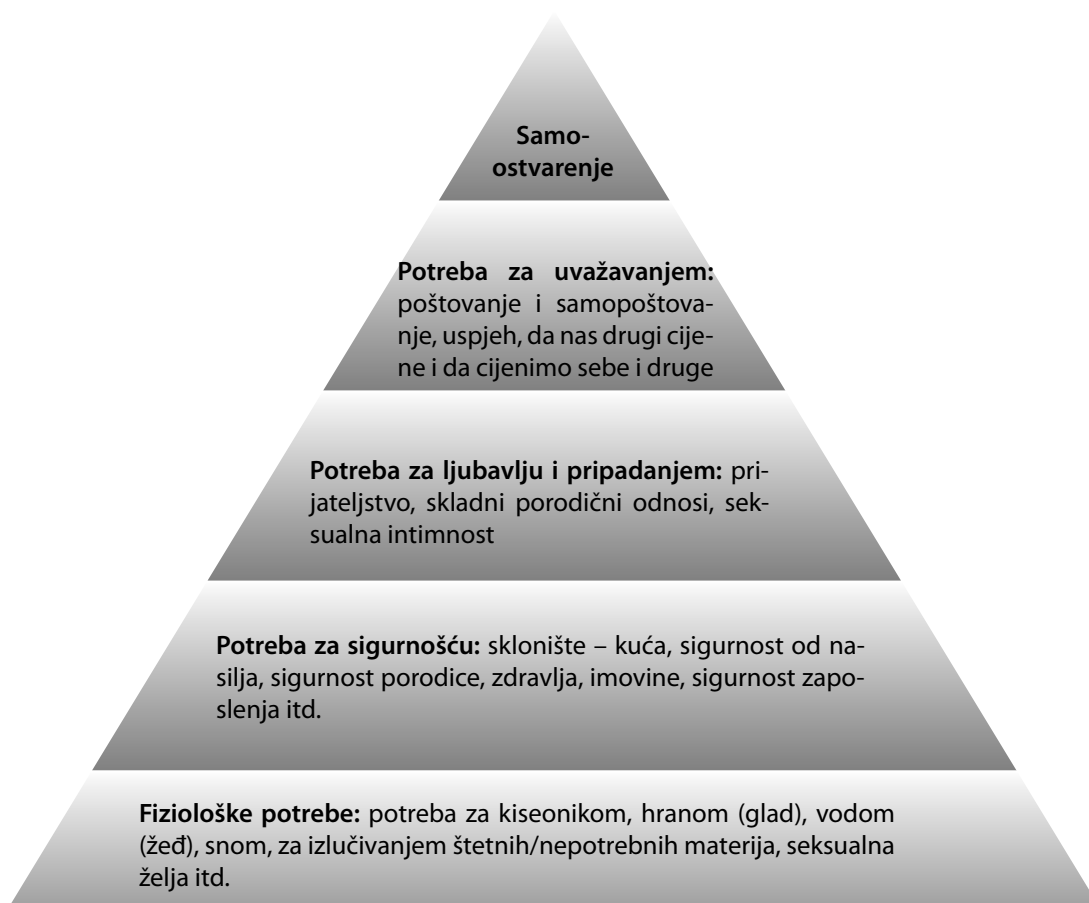 Samo-
ostvarenje
Potreba za uvažavanjem:
poštovanje i samopoštova-
nje, uspjeh, da nas drugi cije-
ne i da cijenimo sebe i druge
Potreba za ljubavlju i pripadanjem: pri-
jateljstvo, skladni porodični odnosi, sek-
sualna intimnost
Potreba za sigurnošću: sklonište – kuća, sigurnost od na-
silja, sigurnost porodice, zdravlja, imovine, sigurnost zapo-
slenja itd.
Fiziološke potrebe: potreba za kiseonikom, hranom (glad), vodom
(žeđ), snom, za izlučivanjem štetnih/nepotrebnih materija, seksualna
želja itd.